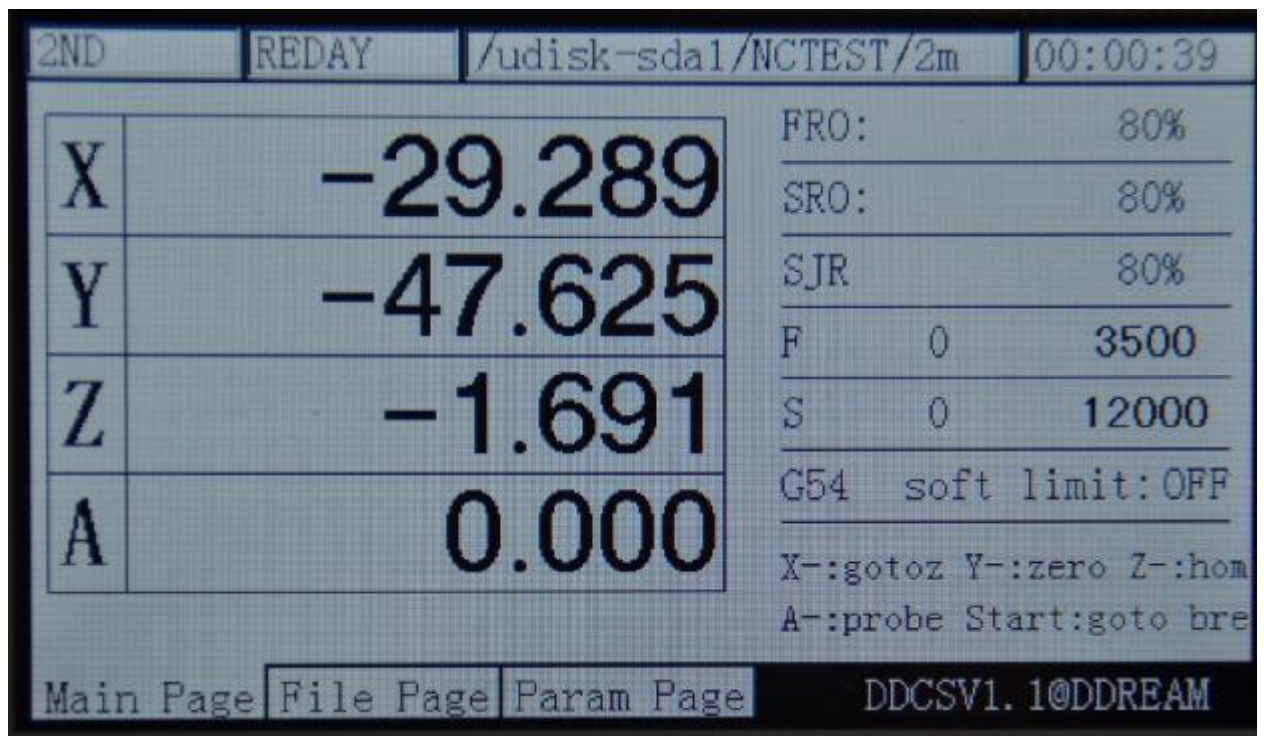 2ND REDAY /udisk-sda1/NCTEST/2m 00:00:39
X -29.289
Y -47.625
Z -1.691
A 0.000
FRO: 80%
SRO: 80%
SJR 80%
F 0 3500
S 0 12000
G54 soft limit:OFF
X-:gotoz Y-:zero Z-:hom
A-:probe Start:goto bre
Main Page File Page Param Page DDCSV1.1@DDREAM